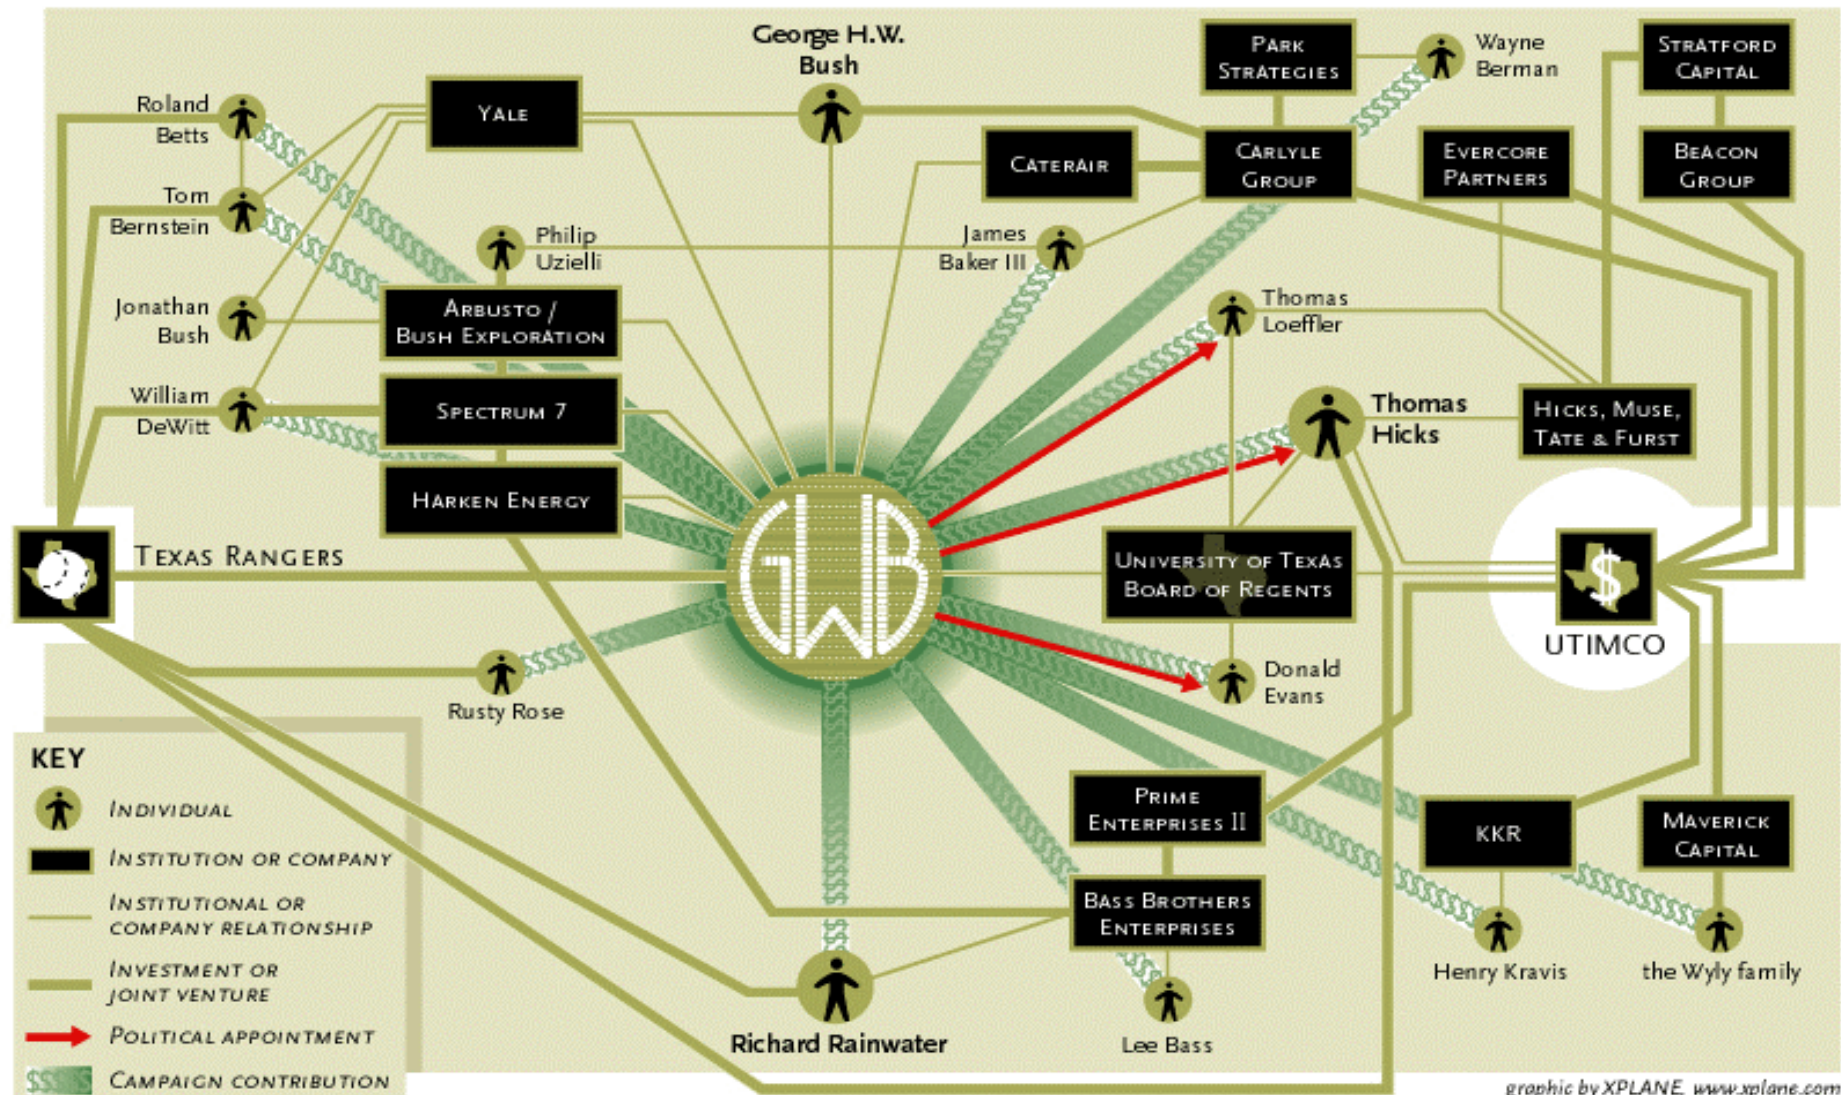 George H.W.
Bush
Park
Strategies
Wayne
Berman
Stratford
Capital
Roland
Betts
Yale
Caterair
Carlyle
Group
Evercore
Partners
Beacon
Group
Tom
Bernstein
Philip
Uzielli
James
Baker III
Jonathan
Bush
Arbusto /
Bush Exploration
Thomas
Loeffler
William
DeWitt
Spectrum 7
Thomas
Hicks
Hicks, Muse,
Tate & Furst
Harken Energy
Texas Rangers
GWB
University of Texas
Board of Regents
$
UTIMCO
Rusty Rose
Donald
Evans
KEY
Individual
Institution or company
Institutional or
company relationship
Investment or
joint venture
Political appointment
Campaign contribution
Prime
Enterprises II
KKR
Maverick
Capital
Bass Brothers
Enterprises
Henry Kravis
the Wyly family
Richard Rainwater
Lee Bass
graphic by XPLANE. www.xplane.com